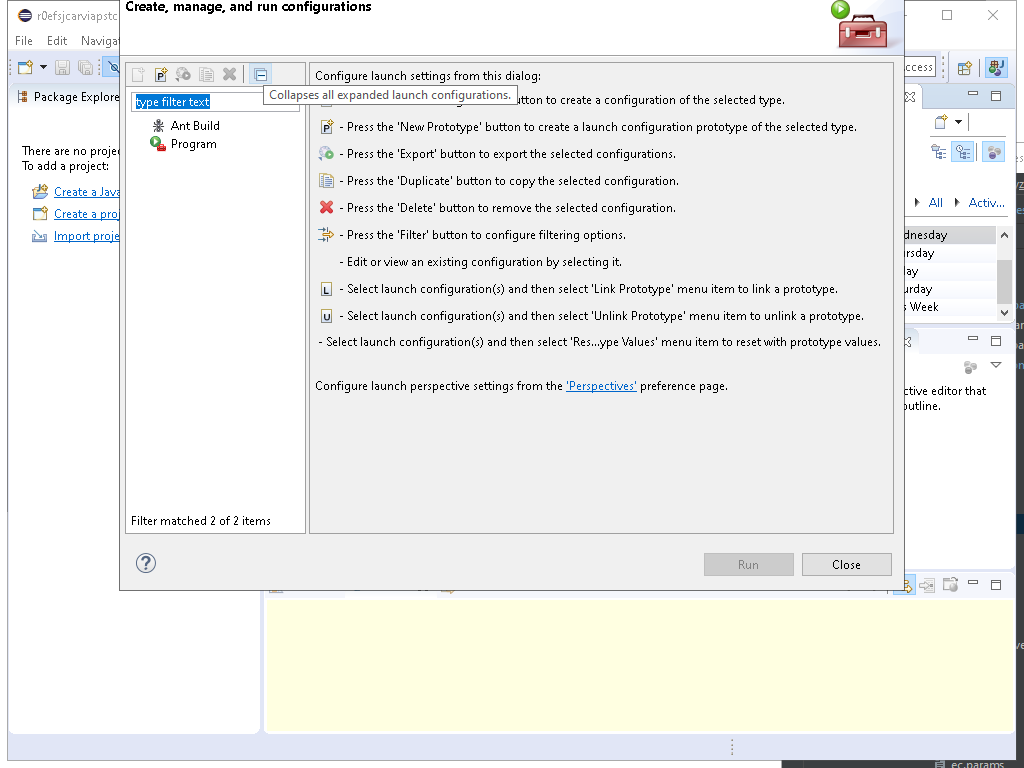 Create, manage, and run configurations
r0efsjcarviapstc
File Edit Naviga
Package Explore
There are no proje
To add a project:
Create a Java
Create a proj
Import proje
type filter text
Ant Build
Program
Filter matched 2 of 2 items
Configure launch settings from this dialog:
Collapses all expanded launch configurations.
utton to create a configuration of the selected type.
- Press the 'New Prototype' button to create a launch configuration prototype of the selected type.
- Press the 'Export' button to export the selected configurations.
- Press the 'Duplicate' button to copy the selected configuration.
- Press the 'Delete' button to remove the selected configuration.
- Press the 'Filter' button to configure filtering options.
- Edit or view an existing configuration by selecting it.
L - Select launch configuration(s) and then select 'Link Prototype' menu item to link a prototype.
U - Select launch configuration(s) and then select 'Unlink Prototype' menu item to unlink a prototype.
- Select launch configuration(s) and then select 'Res...ype Values' menu item to reset with prototype values.
Configure launch perspective settings from the 'Perspectives' preference page.
Run
Close
ccess
All Activ...
dnesday
rsday
ay
urday
s Week
ctive editor that
outline.
ec.params